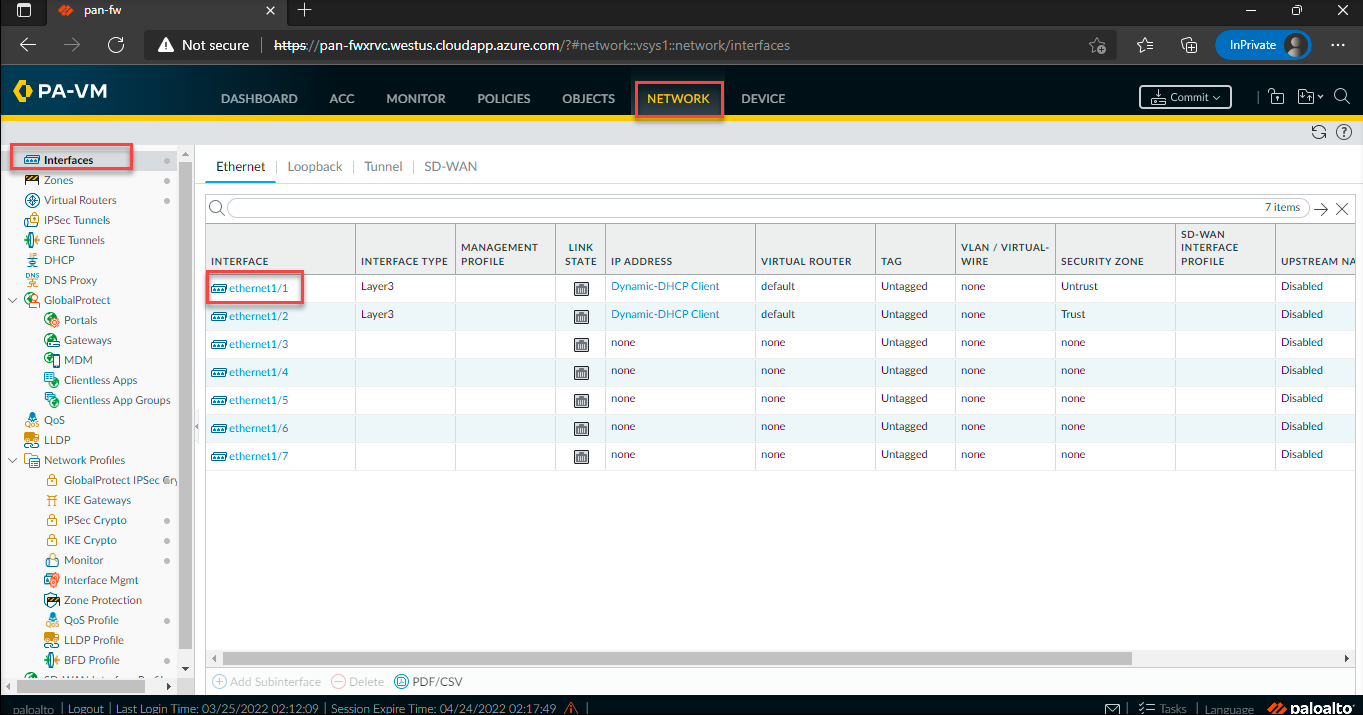 pan-fw
Not secure https://pan-fwxrvc.westus.cloudapp.azure.com/?#network::vsys1::network/interfaces InPrivate
PA-VM DASHBOARD ACC MONITOR POLICIES OBJECTS NETWORK DEVICE Commit
Interfaces
Zones
Virtual Routers
IPSec Tunnels
GRE Tunnels
DHCP
DNS DNS Proxy
GlobalProtect
Portals
Gateways
MDM
Clientless Apps
Clientless App Groups
QoS
LLDP
Network Profiles
GlobalProtect IPSec Cry
IKE Gateways
IPSec Crypto
IKE Crypto
Monitor
Interface Mgmt
Zone Protection
QoS Profile
LLDP Profile
BFD Profile
Ethernet Loopback Tunnel SD-WAN
7 items
INTERFACE INTERFACE TYPE MANAGEMENT PROFILE LINK STATE IP ADDRESS VIRTUAL ROUTER TAG VLAN / VIRTUAL-WIRE SECURITY ZONE SD-WAN INTERFACE PROFILE UPSTREAM NA
ethernet1/1 Layer3 Dynamic-DHCP Client default Untagged none Untrust Disabled
ethernet1/2 Layer3 Dynamic-DHCP Client default Untagged none Trust Disabled
ethernet1/3 none none Untagged none none Disabled
ethernet1/4 none none Untagged none none Disabled
ethernet1/5 none none Untagged none none Disabled
ethernet1/6 none none Untagged none none Disabled
ethernet1/7 none none Untagged none none Disabled
Add Subinterface Delete PDF/CSV
paloalto Logout Last Login Time: 03/25/2022 02:12:09 Session Expire Time: 04/24/2022 02:17:49 Tasks Language paloalto